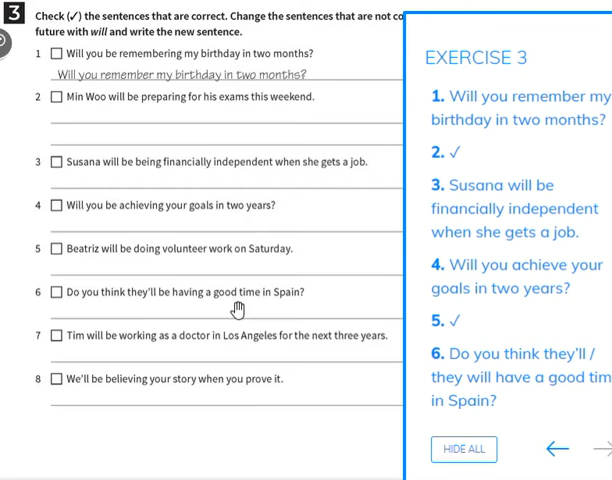 3
Check (✓) the sentences that are correct. Change the sentences that are not co
future with will and write the new sentence.
1 Will you be remembering my birthday in two months?
Will you remember my birthday in two months?
2 Min Woo will be preparing for his exams this weekend.
3 Susana will be being financially independent when she gets a job.
4 Will you be achieving your goals in two years?
5 Beatriz will be doing volunteer work on Saturday.
6 Do you think they'll be having a good time in Spain?
7 Tim will be working as a doctor in Los Angeles for the next three years.
8 We'll be believing your story when you prove it.
EXERCISE 3
1. Will you remember my
birthday in two months?
2. ✓
3. Susana will be
financially independent
when she gets a job.
4. Will you achieve your
goals in two years?
5. ✓
6. Do you think they'll /
they will have a good tim
in Spain?
HIDE ALL